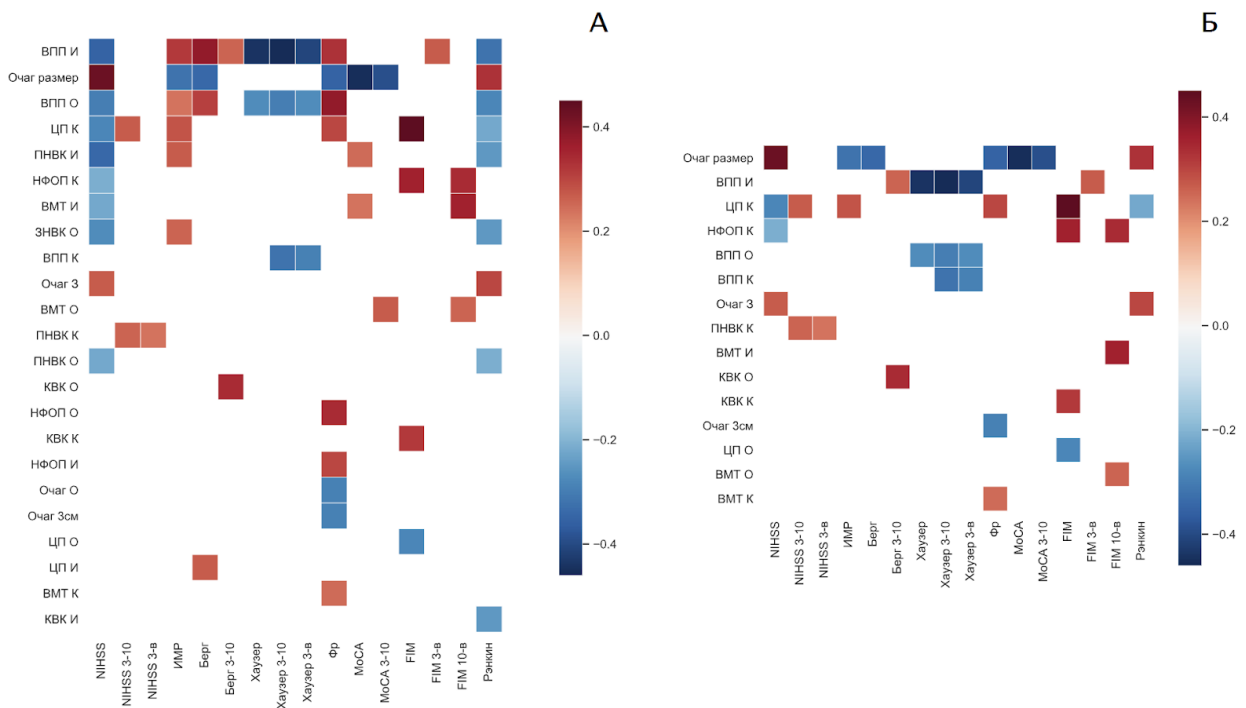 А
ВПП И
Очаг размер
ВПП О
ЦП К
ПНВК И
НФОП К
ВМТ И
ЗНВК О
ВПП К
Очаг З
ВМТ О
ПНВК К
ПНВК О
КВК О
НФОП О
КВК К
НФОП И
Очаг О
Очаг 3см
ЦП О
ЦП И
ВМТ К
КВК И
NIHSS
NIHSS 3-10
NIHSS 3-в
ИМР
Берг
Берг 3-10
Хаузер
Хаузер 3-10
Хаузер 3-в
Фр
MoCA
MoCA 3-10
FIM
FIM 3-в
FIM 10-в
Рэнкин
0.4
0.2
0.0
−0.2
−0.4
Б
Очаг размер
ВПП И
ЦП К
НФОП К
ВПП О
ВПП К
Очаг З
ПНВК К
ВМТ И
КВК О
КВК К
Очаг 3см
ЦП О
ВМТ О
ВМТ К
NIHSS
NIHSS 3-10
NIHSS 3-в
ИМР
Берг
Берг 3-10
Хаузер
Хаузер 3-10
Хаузер 3-в
Фр
MoCA
MoCA 3-10
FIM
FIM 3-в
FIM 10-в
Рэнкин
0.4
0.2
0.0
−0.2
−0.4